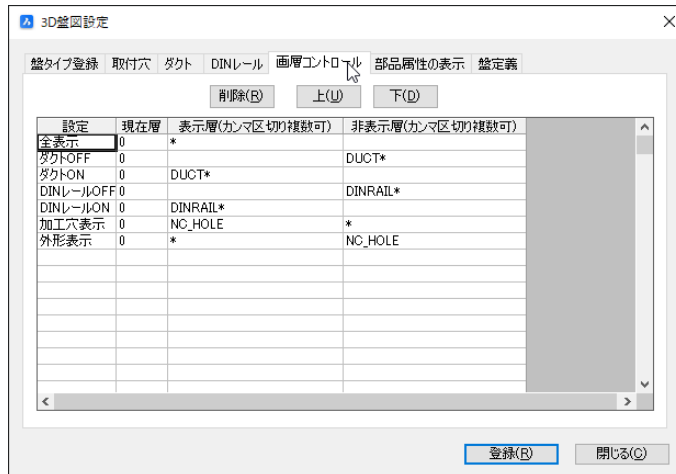 3D盤図設定
盤タイプ登録 取付穴 ダクト DINレール 画層コントロール 部品属性の表示 盤定義
削除(R) 上(U) 下(D)
設定 現在層 表示層(カンマ区切り複数可) 非表示層(カンマ区切り複数可)
全表示 0 *
ダクトOFF 0 DUCT*
ダクトON 0 DUCT*
DINレールOFF 0 DINRAIL*
DINレールON 0 DINRAIL*
加工穴表示 0 NC_HOLE *
外形表示 0 * NC_HOLE
登録(R) 閉じる(C)